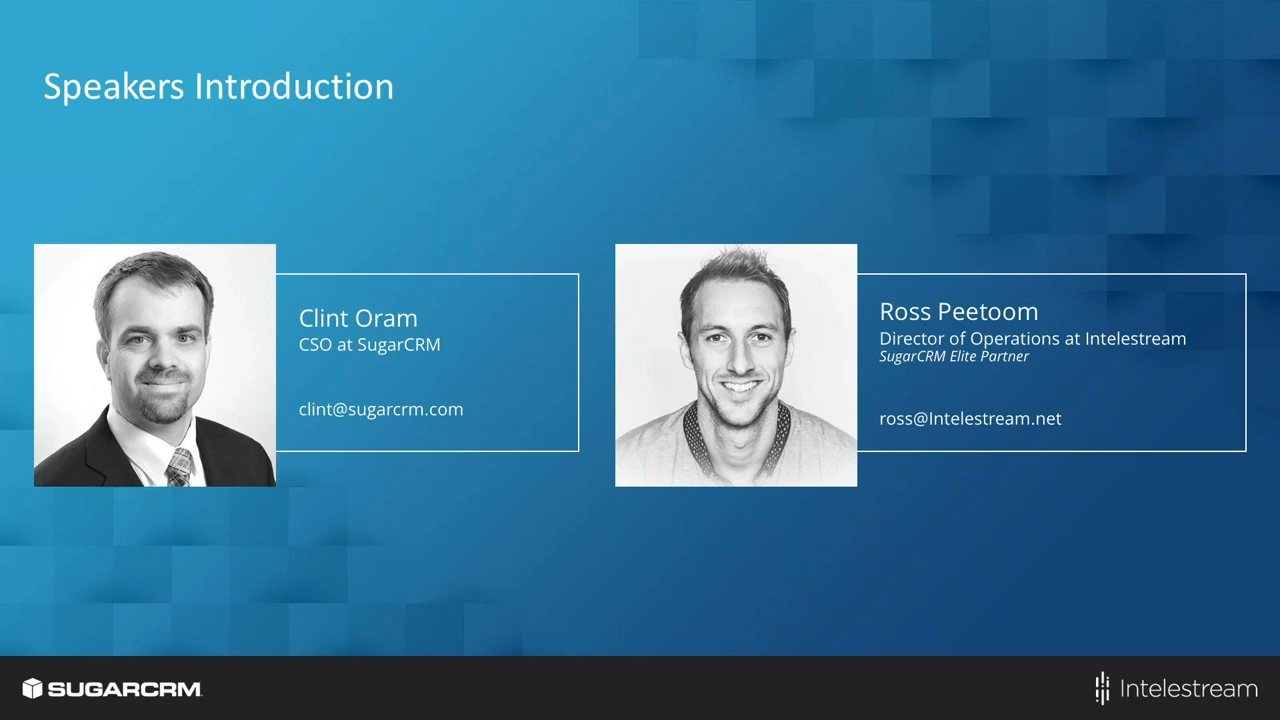 Speakers Introduction
Clint Oram
CSO at SugarCRM
clint@sugarcrm.com
Ross Peetoom
Director of Operations at Intelestream
SugarCRM Elite Partner
ross@Intelestream.net
SUGARCRM
Intelestream